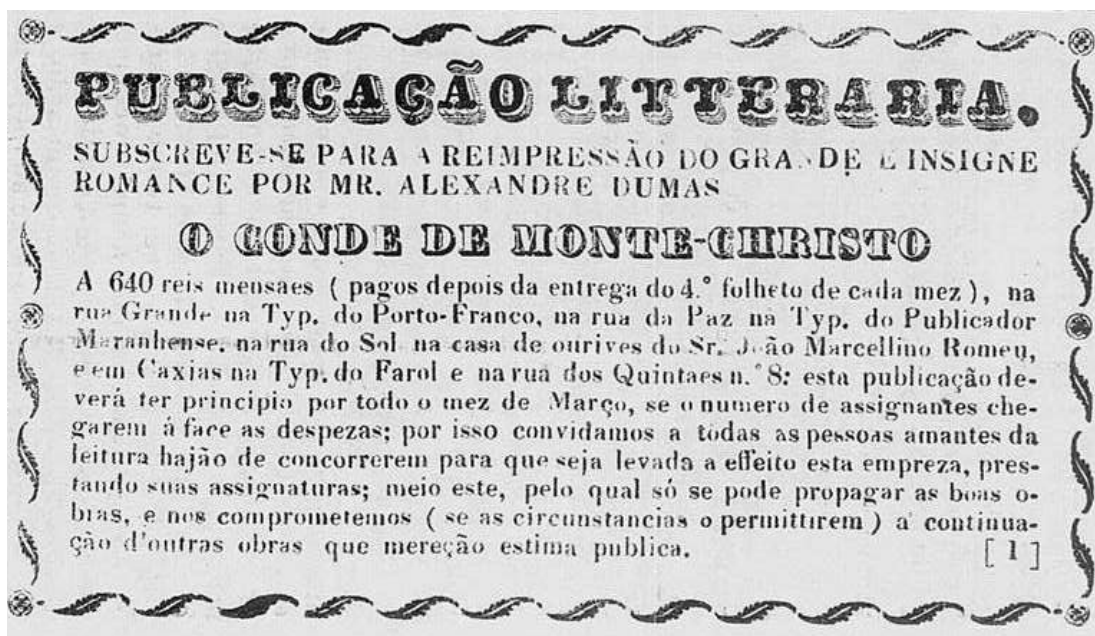 PUBLICAÇÃO LITTERARIA.
SUBSCREVE-SE PARA A REIMPRESSÃO DO GRANDE E INSIGNE
ROMANCE POR MR. ALEXANDRE DUMAS
O CONDE DE MONTE-CHRISTO
A 640 reis mensaes ( pagos depois da entrega do 4.º folheto de cada mez ), na
rua Grande na Typ. do Porto-Franco, na rua da Paz na Typ. do Publicador
Maranhense, na rua do Sol na casa de ourives do Sr. João Marcellino Romeu,
e em Caxias na Typ. do Farol e na rua dos Quintaes n.º 8: esta publicação de-
verá ter principio por todo o mez de Março, se o numero de assignantes che-
garem á face as despezas; por isso convidamos a todas as pessoas amantes da
leitura hajão de concorrerem para que seja levada a effeito esta empreza, pres-
tando suas assignaturas; meio este, pelo qual só se pode propagar as boas o-
bras, e nos comprometemos ( se as circunstancias o permittirem ) a continua-
ção d'outras obras que mereção estima publica. [ 1 ]